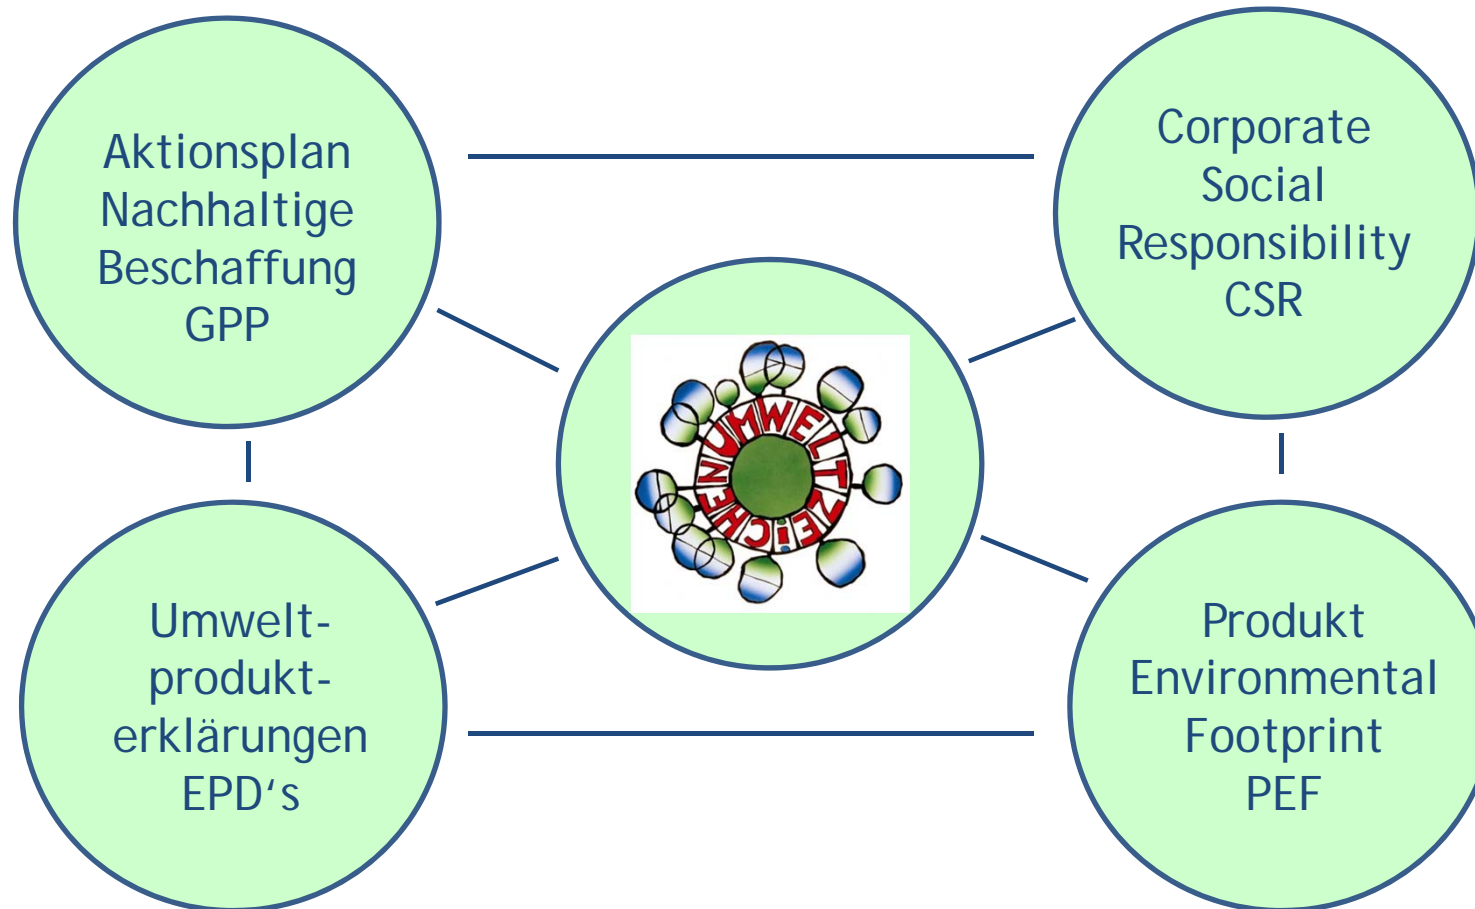 Aktionsplan
Nachhaltige
Beschaffung
GPP
Corporate
Social
Responsibility
CSR
UMWELTZEiCHEN
Umwelt-
produkt-
erklärungen
EPD‘s
Produkt
Environmental
Footprint
PEF